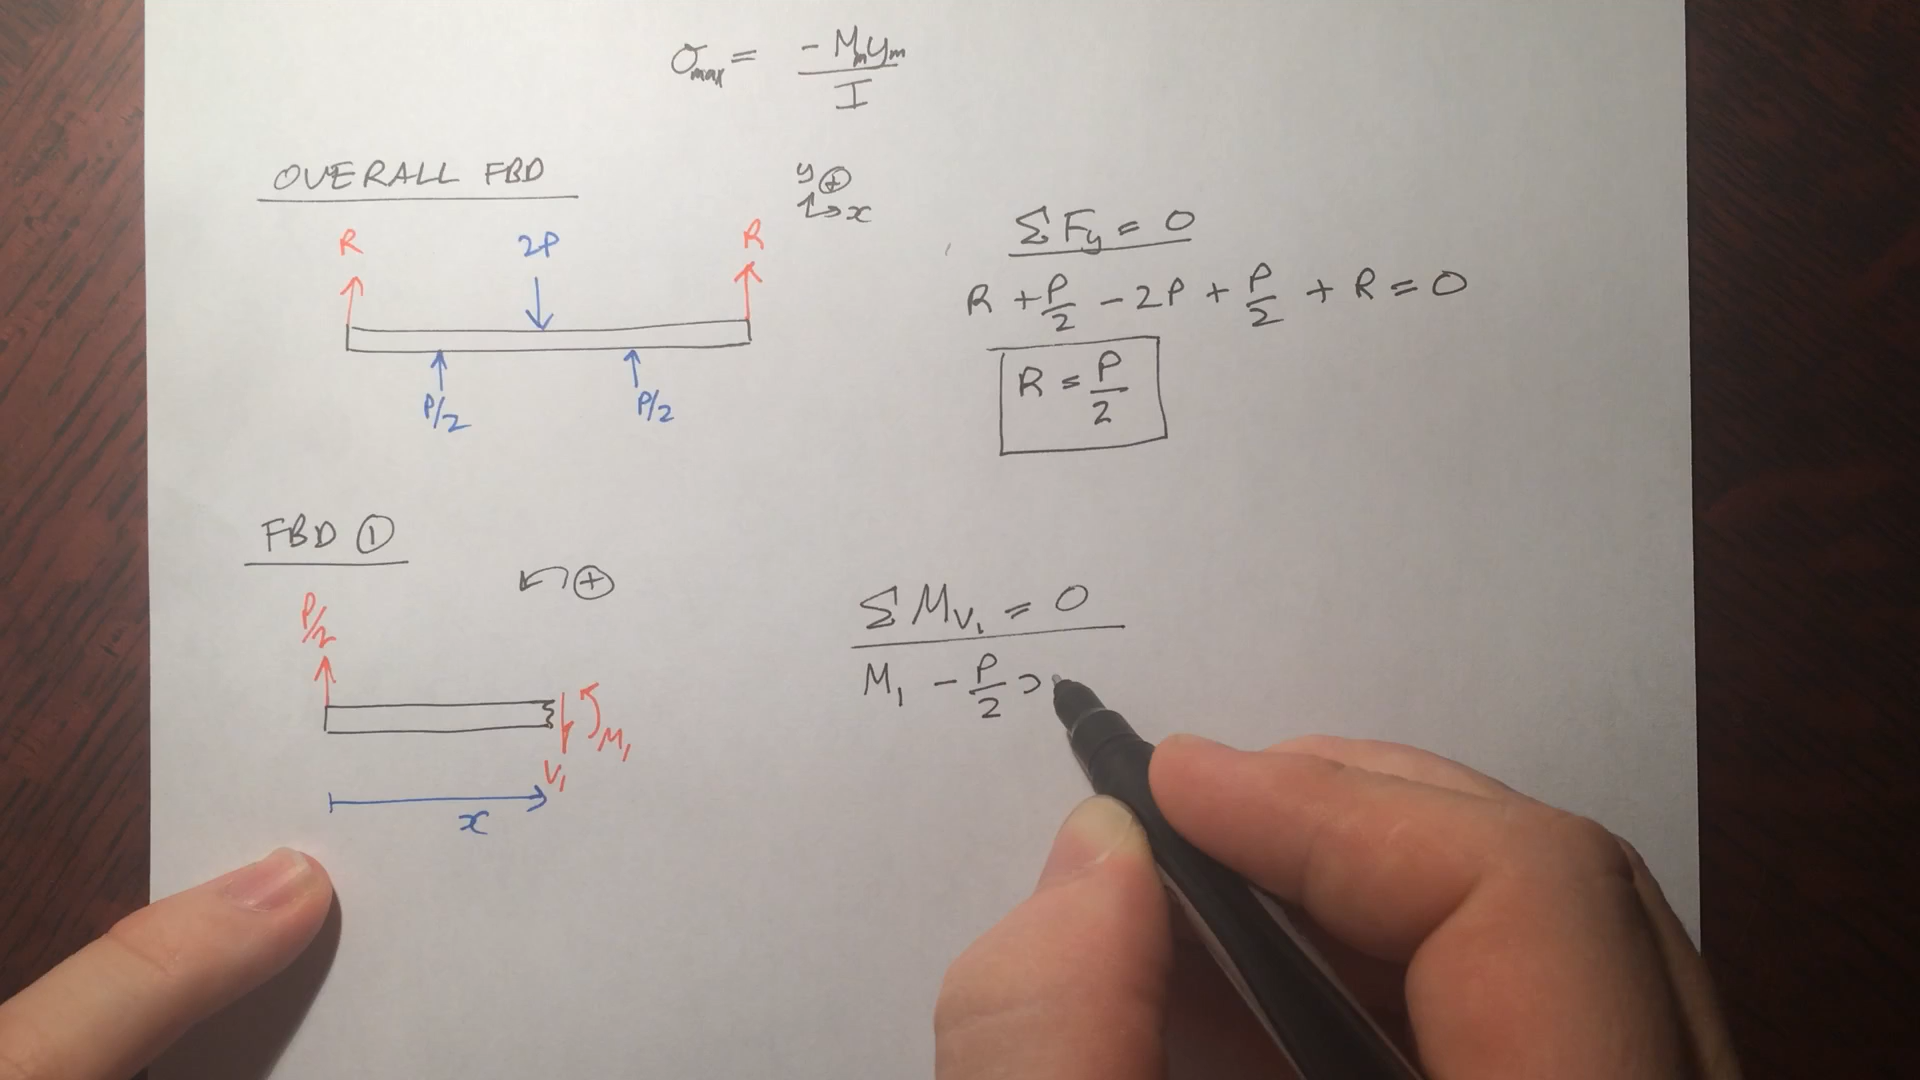 σmax = -Mmym / I
OVERALL FBD
y ⊕
x
R 2P R
P/2 P/2
ΣFy = 0
R + P/2 - 2P + P/2 + R = 0
R = P/2
FBD ①
⊕
P/2
M1
V1
x
ΣMV1 = 0
M1 - P/2